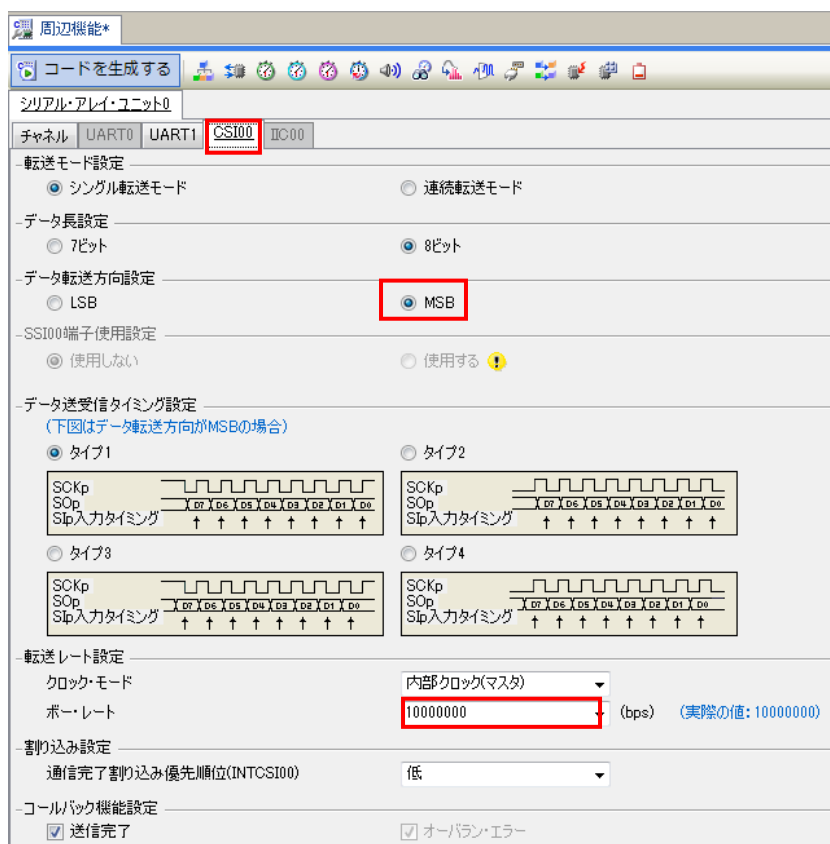 周辺機能*
コードを生成する
シリアル・アレイ・ユニット0
チャネル UART0 UART1 CSI00 IIC00
転送モード設定
シングル転送モード 連続転送モード
データ長設定
7ビット 8ビット
データ転送方向設定
LSB MSB
SSI00端子使用設定
使用しない 使用する
データ送受信タイミング設定
(下図はデータ転送方向がMSBの場合)
タイプ1 タイプ2
SCKp SCKp
SOp D7 D6 D5 D4 D3 D2 D1 D0 SOp D7 D6 D5 D4 D3 D2 D1 D0
SIp入力タイミング SIp入力タイミング
タイプ3 タイプ4
SCKp SCKp
SOp D7 D6 D5 D4 D3 D2 D1 D0 SOp D7 D6 D5 D4 D3 D2 D1 D0
SIp入力タイミング SIp入力タイミング
転送レート設定
クロック・モード 内部クロック(マスタ)
ボー・レート 10000000 (bps) (実際の値: 10000000)
割り込み設定
通信完了割り込み優先順位(INTCSI00) 低
コールバック機能設定
送信完了 オーバラン・エラー